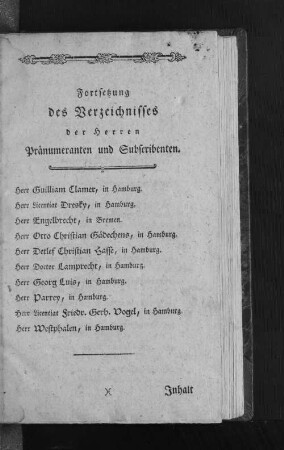 Fortsetzung
des Verzeichnisses
der Herren
Pränumeranten und Subscribenten.
Herr Guilliam Clamer, in Hamburg.
Herr Licentiat Dresky, in Hamburg.
Herr Engelbrecht, in Bremen.
Herr Otto Christian Gädechens, in Hamburg.
Herr Detlef Christian Hasse, in Hamburg.
Herr Doctor Lamprecht, in Hamburg.
Herr Georg Luis, in Hamburg.
Herr Parrey, in Hamburg.
Herr Licentiat Friedr. Gerh. Vogel, in Hamburg.
Herr Westphalen, in Hamburg.
X
Inhalt